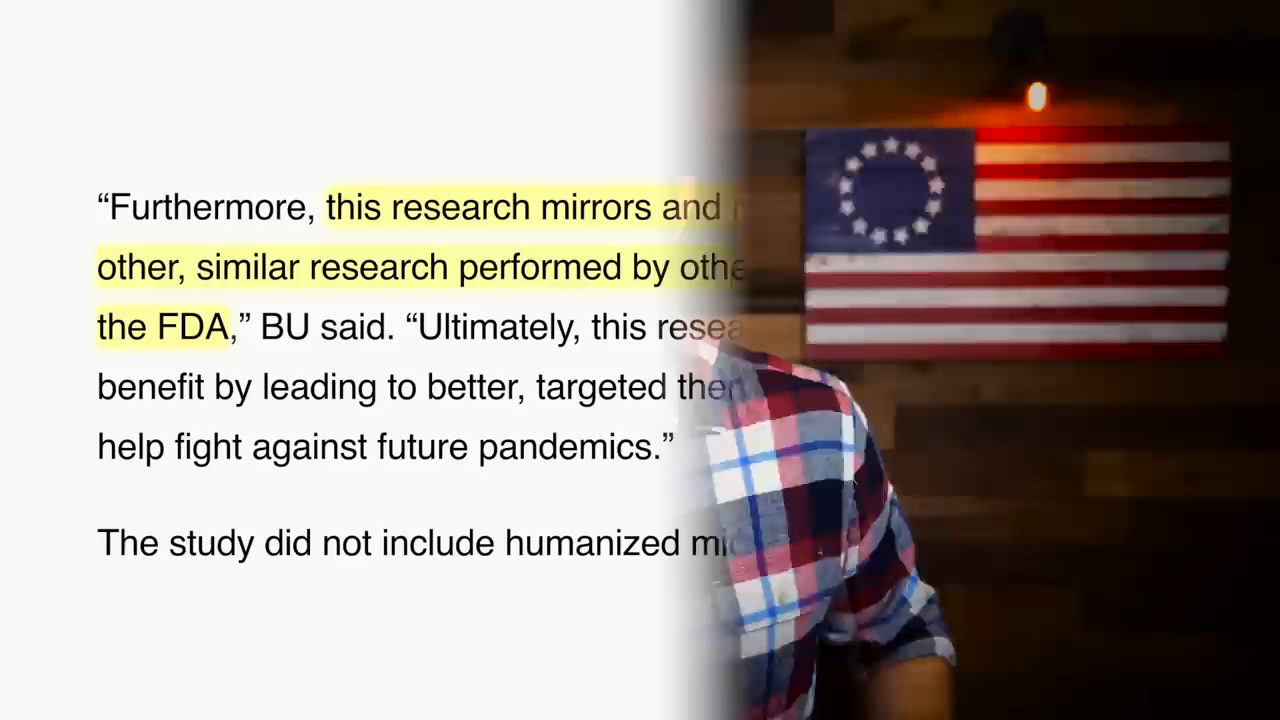 “Furthermore, this research mirrors and
other, similar research performed by othe
the FDA,” BU said. “Ultimately, this resea
benefit by leading to better, targeted ther
help fight against future pandemics.”
The study did not include humanized mi